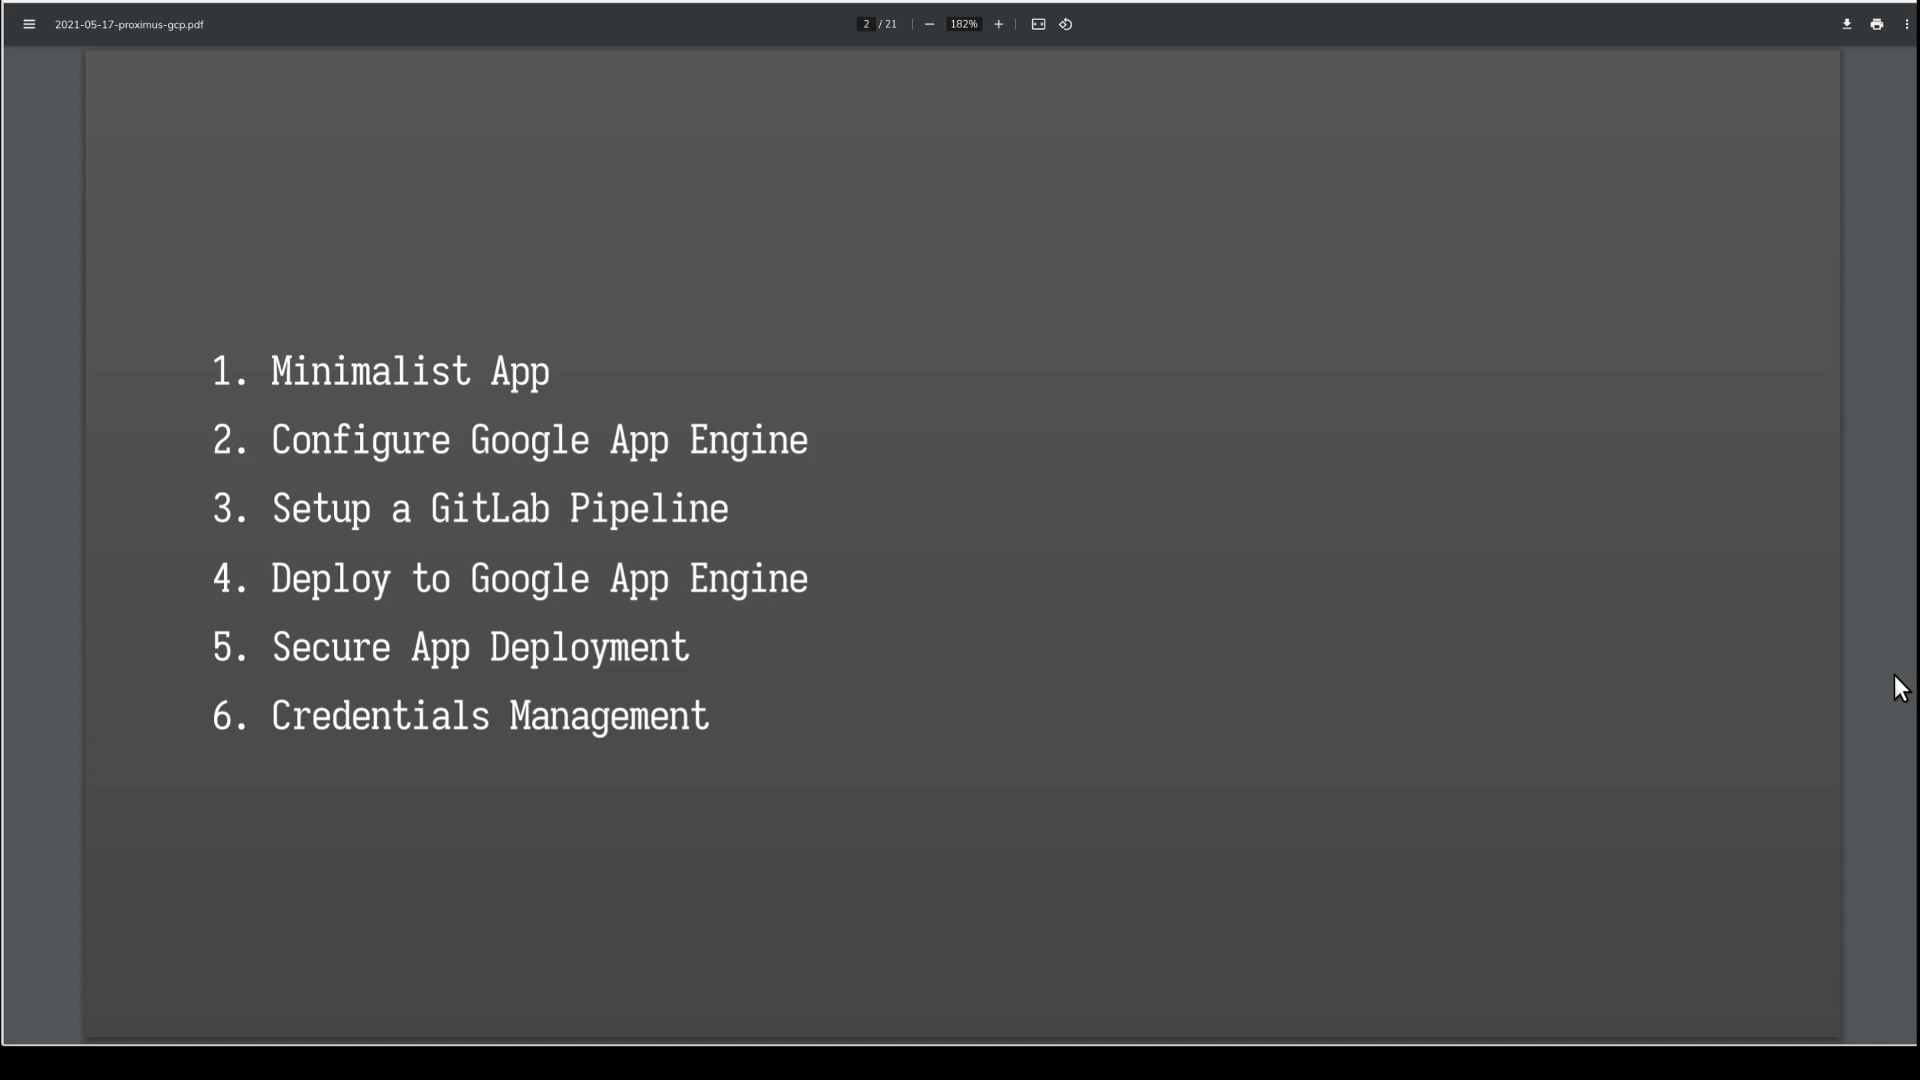 2021-05-17-proximus-gcp.pdf
2 / 21
182%
1. Minimalist App
2. Configure Google App Engine
3. Setup a GitLab Pipeline
4. Deploy to Google App Engine
5. Secure App Deployment
6. Credentials Management